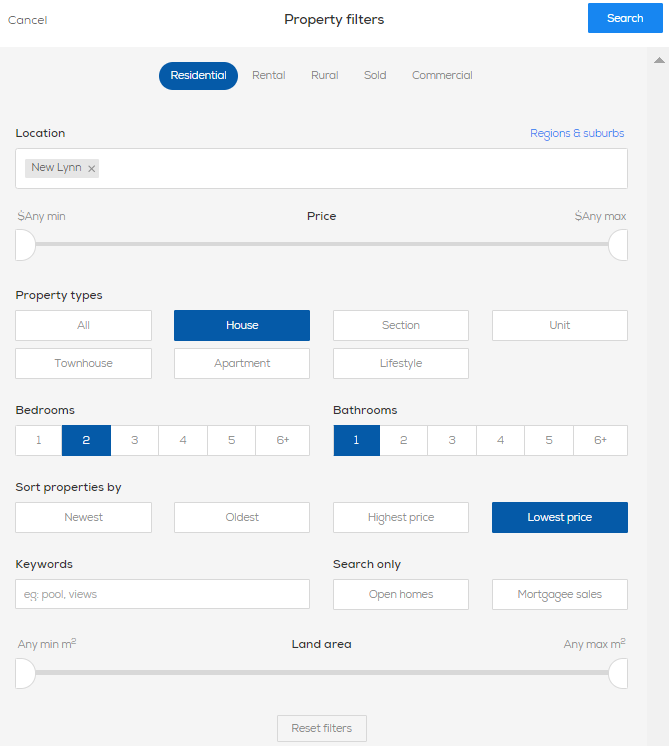 Cancel Property filters Search
Residential Rental Rural Sold Commercial
Location Regions & suburbs
New Lynn ×
$Any min Price $Any max
Property types
All House Section Unit
Townhouse Apartment Lifestyle
Bedrooms Bathrooms
1 2 3 4 5 6+ 1 2 3 4 5 6+
Sort properties by
Newest Oldest Highest price Lowest price
Keywords Search only
eg: pool, views Open homes Mortgagee sales
Any min m² Land area Any max m²
Reset filters